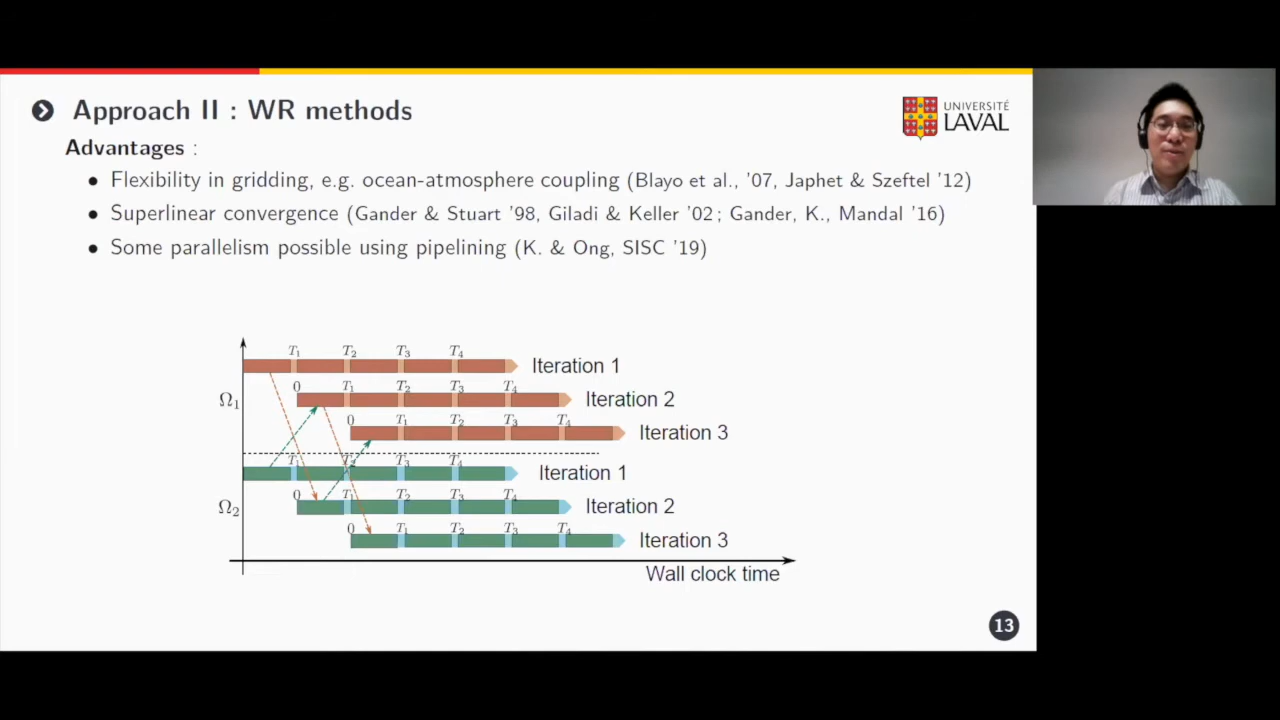 Approach II : WR methods
UNIVERSITÉ
LAVAL
Advantages :
• Flexibility in gridding, e.g. ocean-atmosphere coupling (Blayo et al., '07, Japhet & Szeftel '12)
• Superlinear convergence (Gander & Stuart '98, Giladi & Keller '02 ; Gander, K., Mandal '16)
• Some parallelism possible using pipelining (K. & Ong, SISC '19)
T₁ T₂ T₃ T₄
Iteration 1
0 T₁ T₂ T₃ T₄
Ω₁
Iteration 2
0 T₁ T₂ T₃ T₄
Iteration 3
T₁ T₂ T₃ T₄
Iteration 1
0 T₁ T₂ T₃ T₄
Ω₂
Iteration 2
0 T₁ T₂ T₃ T₄
Iteration 3
Wall clock time
13